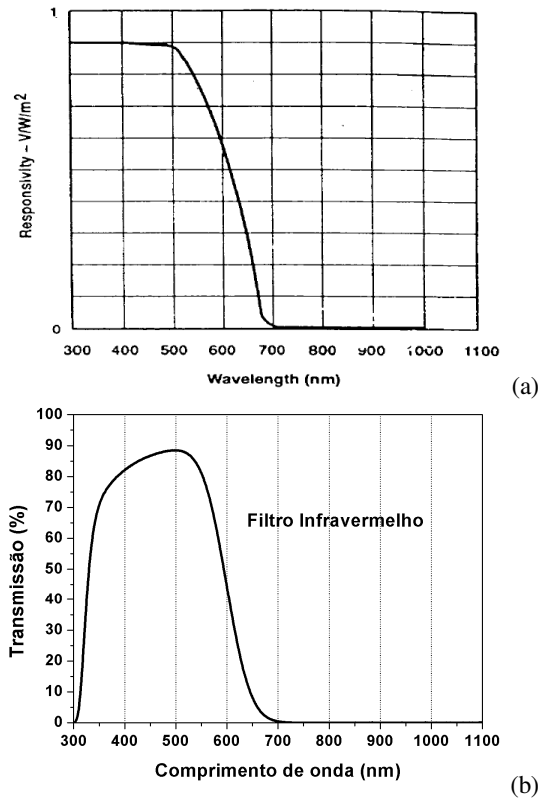 1
Responsivity ~ V/W/m²
0
300 400 500 600 700 800 900 1000 1100
Wavelength (nm)
(a)
100
90
80
70
60
50
40
30
20
10
0
Transmissão (%)
Filtro Infravermelho
300 400 500 600 700 800 900 1000 1100
Comprimento de onda (nm)
(b)